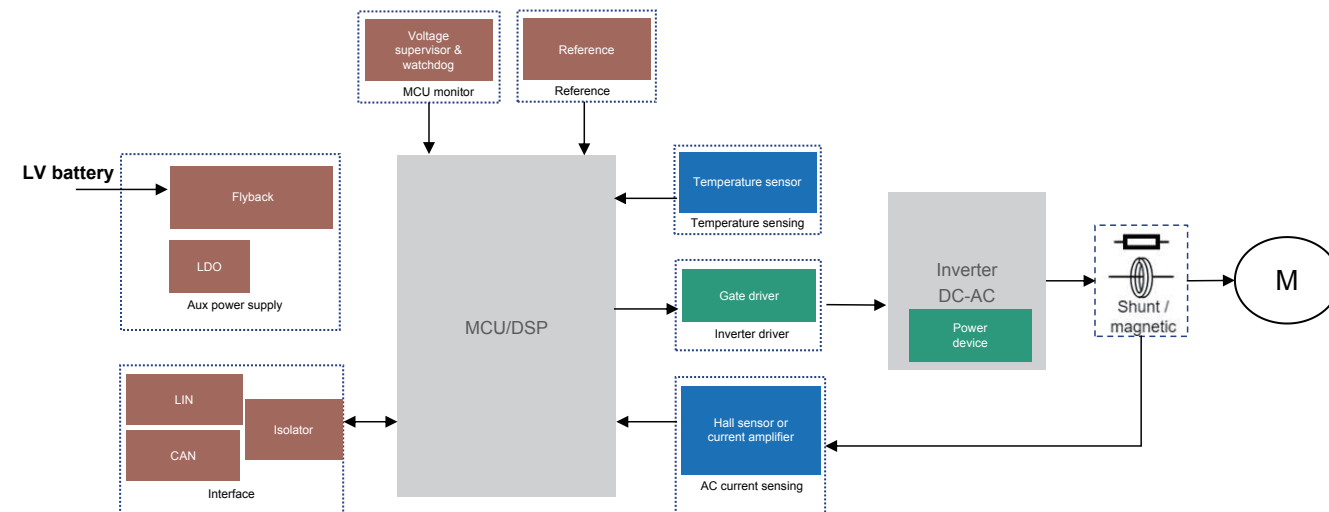 Voltage
supervisor &
watchdog
MCU monitor
Reference
Reference
LV battery
Flyback
LDO
Aux power supply
LIN
CAN
Isolator
Interface
MCU/DSP
Temperature sensor
Temperature sensing
Gate driver
Inverter driver
Hall sensor or
current amplifier
AC current sensing
Inverter
DC-AC
Power
device
Shunt /
magnetic
M